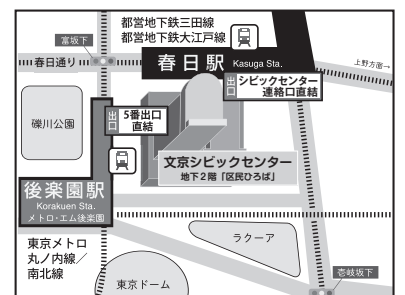 都営地下鉄三田線
都営地下鉄大江戸線
富坂下
春日通り
春日駅 Kasuga Sta.
上野方面→
出口 シビックセンター
連絡口直結
礫川公園
出口 5番出口
直結
文京シビックセンター
地下2階「区民ひろば」
後楽園駅
Korakuen Sta.
メトロ・エム後楽園
東京メトロ
丸ノ内線／
南北線
ラクーア
壱岐坂下
東京ドーム